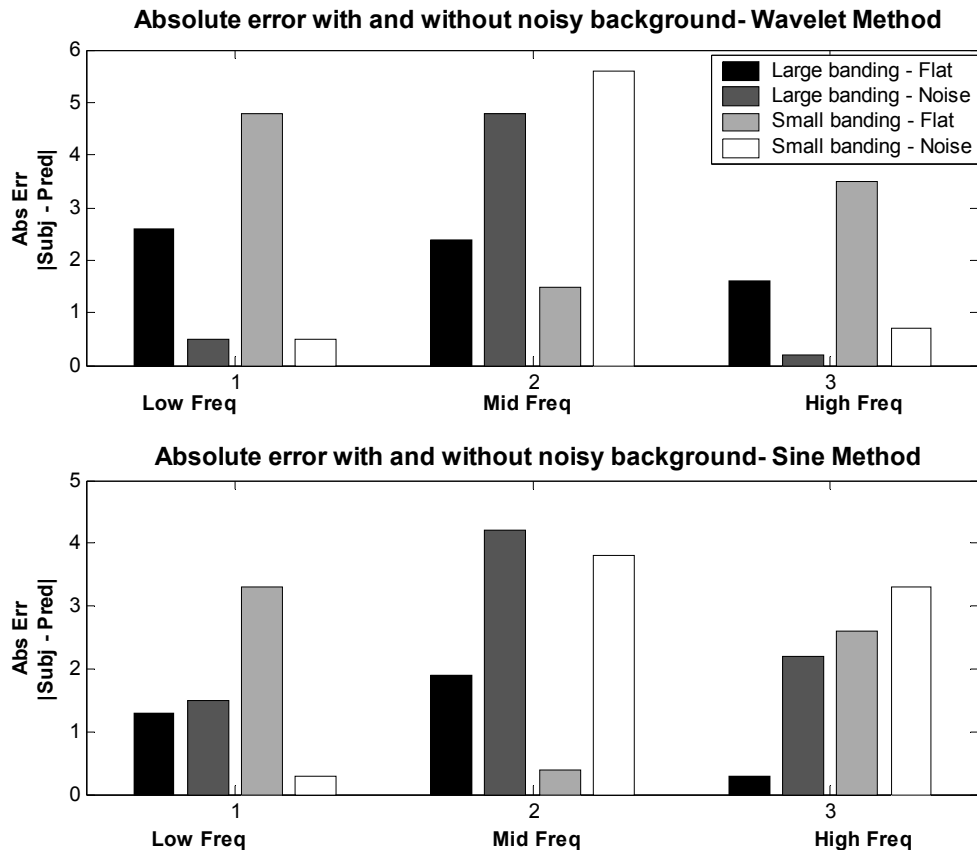 Absolute error with and without noisy background- Wavelet Method
6
5
4
3
2
1
0
Abs Err
|Subj - Pred|
Large banding - Flat
Large banding - Noise
Small banding - Flat
Small banding - Noise
1 2 3
Low Freq Mid Freq High Freq
Absolute error with and without noisy background- Sine Method
5
4
3
2
1
0
Abs Err
|Subj - Pred|
1 2 3
Low Freq Mid Freq High Freq